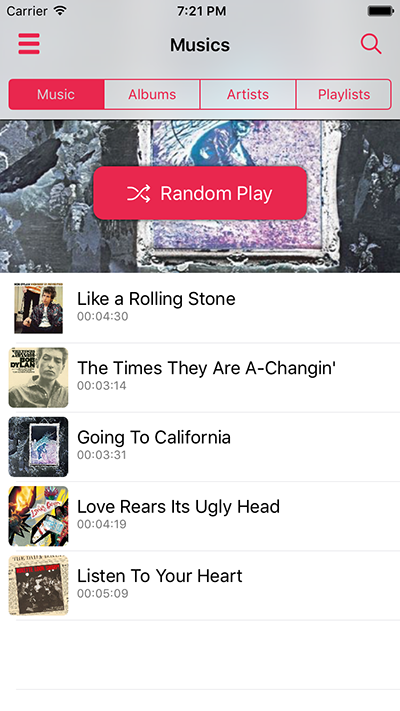 Carrier 7:21 PM
Musics
Music Albums Artists Playlists
Random Play
Like a Rolling Stone
00:04:30
The Times They Are A-Changin'
00:03:14
BOB
DYLAN
Going To California
00:03:31
Love Rears Its Ugly Head
00:04:19
Listen To Your Heart
00:05:09